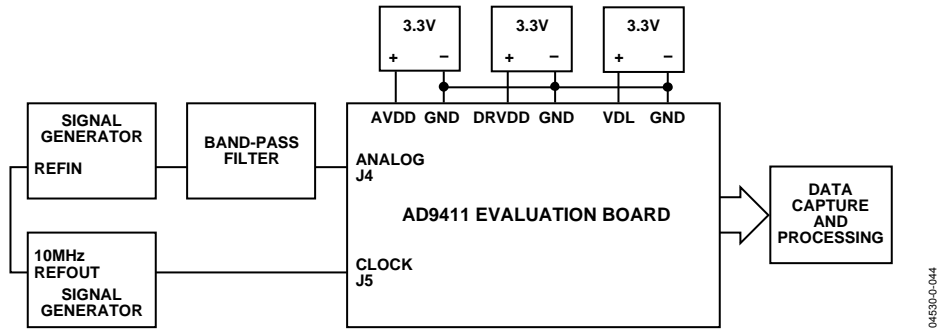 3.3V
+ −
3.3V
+ −
3.3V
+ −
AVDD GND DRVDD GND VDL GND
SIGNAL
GENERATOR
REFIN
BAND-PASS
FILTER
ANALOG
J4
AD9411 EVALUATION BOARD
DATA
CAPTURE
AND
PROCESSING
10MHz
REFOUT
SIGNAL
GENERATOR
CLOCK
J5
04530-0-044